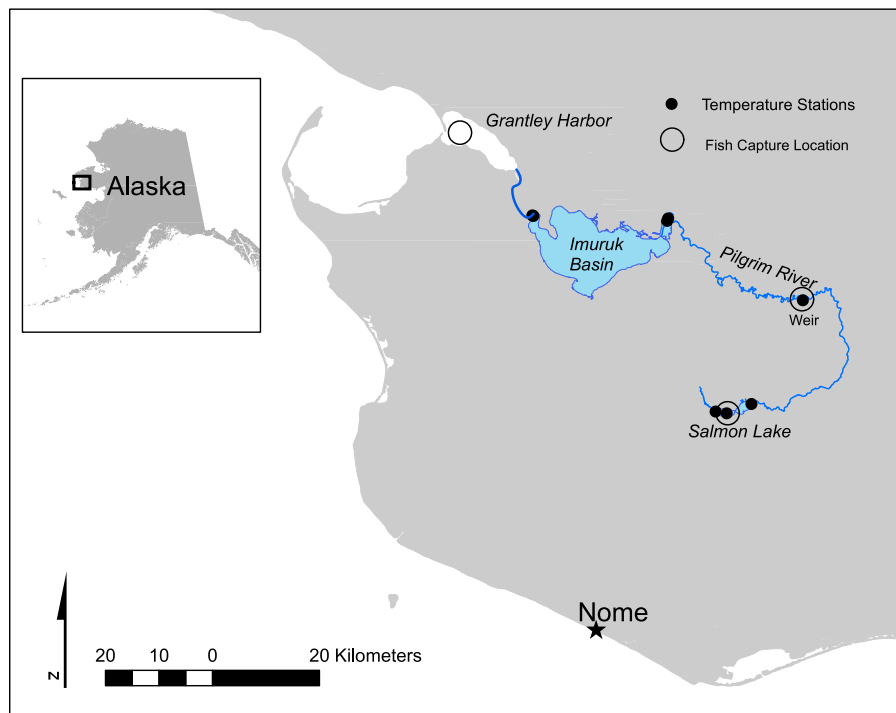 Grantley Harbor
Temperature Stations
Fish Capture Location
Alaska
Imuruk
Basin
Pilgrim River
Weir
Salmon Lake
Nome
N
20 10 0 20 Kilometers